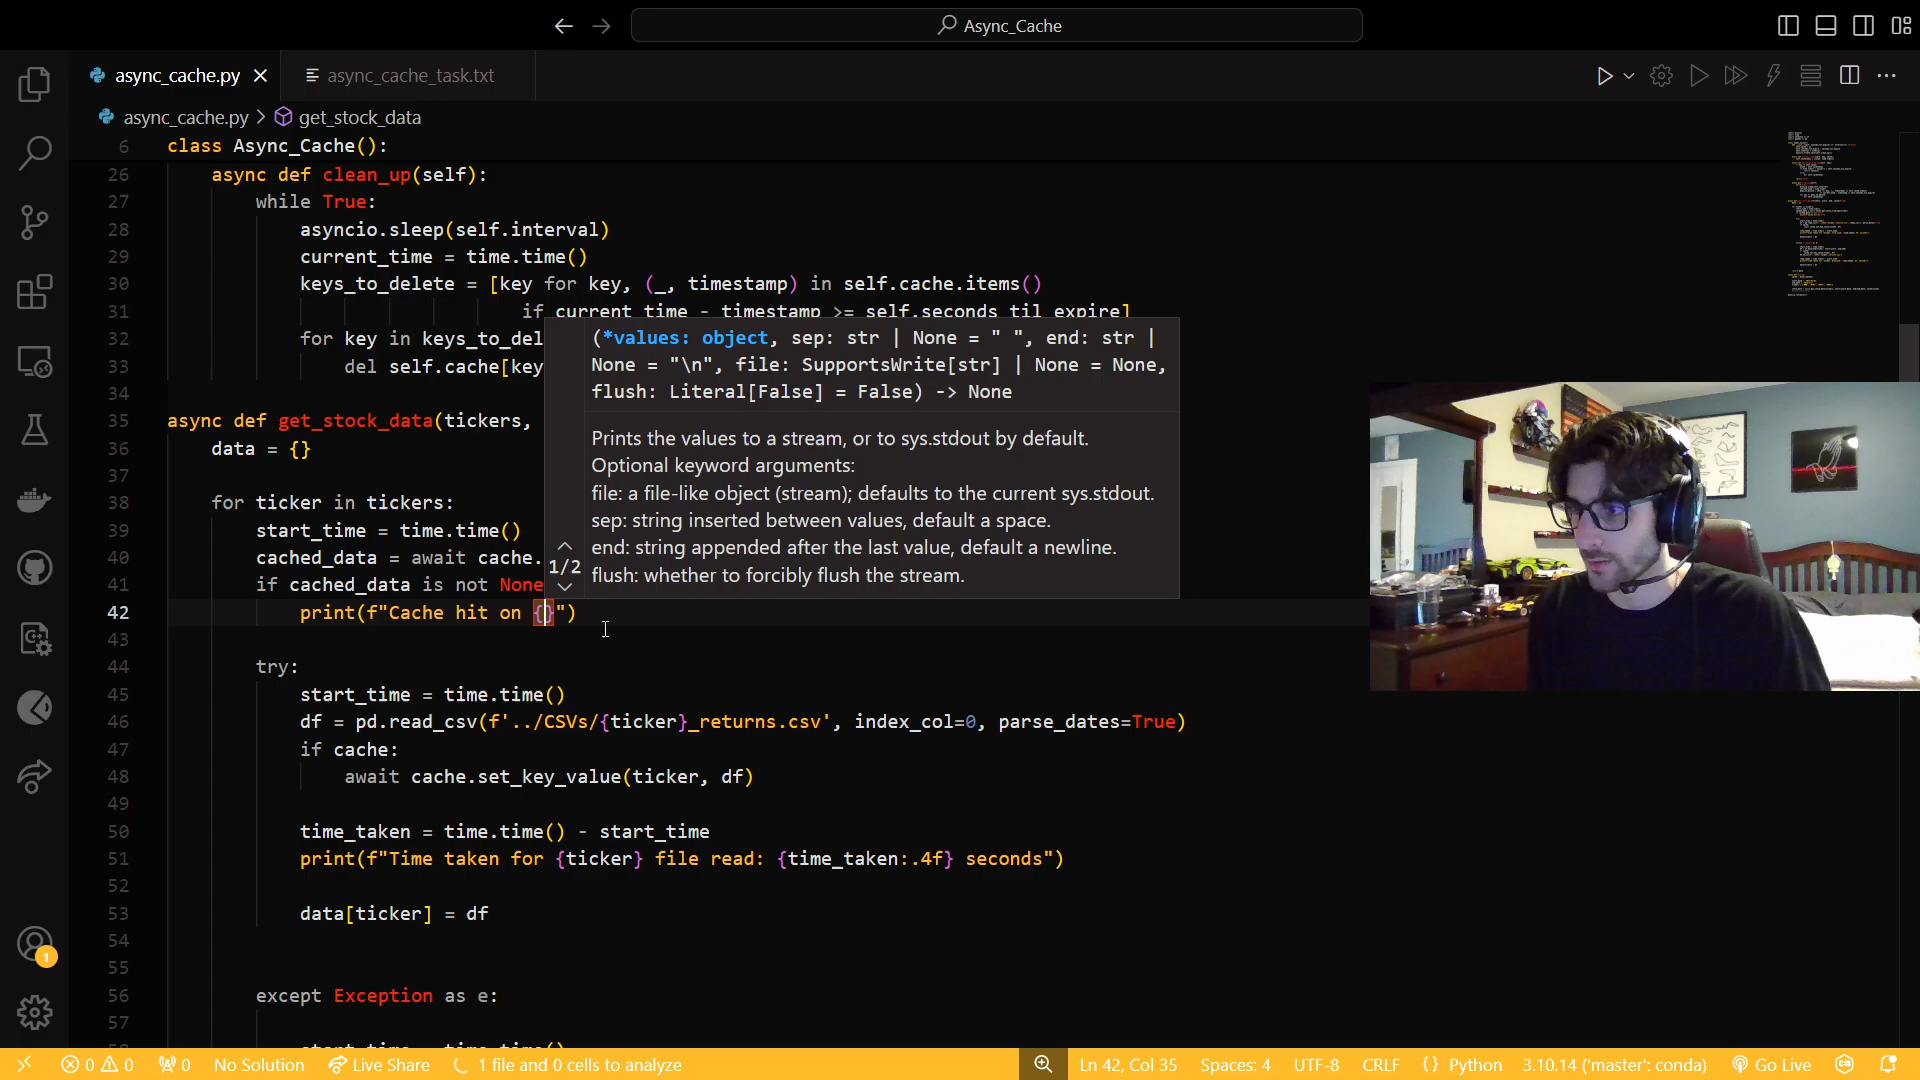 Async_Cache
async_cache.py
async_cache_task.txt
async_cache.py > get_stock_data
6 class Async_Cache():
26 async def clean_up(self):
27 while True:
28 asyncio.sleep(self.interval)
29 current_time = time.time()
30 keys_to_delete = [key for key, (_, timestamp) in self.cache.items()
31 if current_time - timestamp >= self.seconds_til_expire]
32 for key in keys_to_del
33 del self.cache[key
34
35 async def get_stock_data(tickers,
36 data = {}
37
38 for ticker in tickers:
39 start_time = time.time()
40 cached_data = await cache.
41 if cached_data is not None
42 print(f"Cache hit on {}")
43
44 try:
45 start_time = time.time()
46 df = pd.read_csv(f'../CSVs/{ticker}_returns.csv', index_col=0, parse_dates=True)
47 if cache:
48 await cache.set_key_value(ticker, df)
49
50 time_taken = time.time() - start_time
51 print(f"Time taken for {ticker} file read: {time_taken:.4f} seconds")
52
53 data[ticker] = df
54
55
56 except Exception as e:
57
(*values: object, sep: str | None = " ", end: str |
None = "\n", file: SupportsWrite[str] | None = None,
flush: Literal[False] = False) -> None
Prints the values to a stream, or to sys.stdout by default.
Optional keyword arguments:
file: a file-like object (stream); defaults to the current sys.stdout.
sep: string inserted between values, default a space.
end: string appended after the last value, default a newline.
flush: whether to forcibly flush the stream.
1/2
1
0 0 0 No Solution Live Share 1 file and 0 cells to analyze Ln 42, Col 35 Spaces: 4 UTF-8 CRLF {} Python 3.10.14 ('master': conda) Go Live